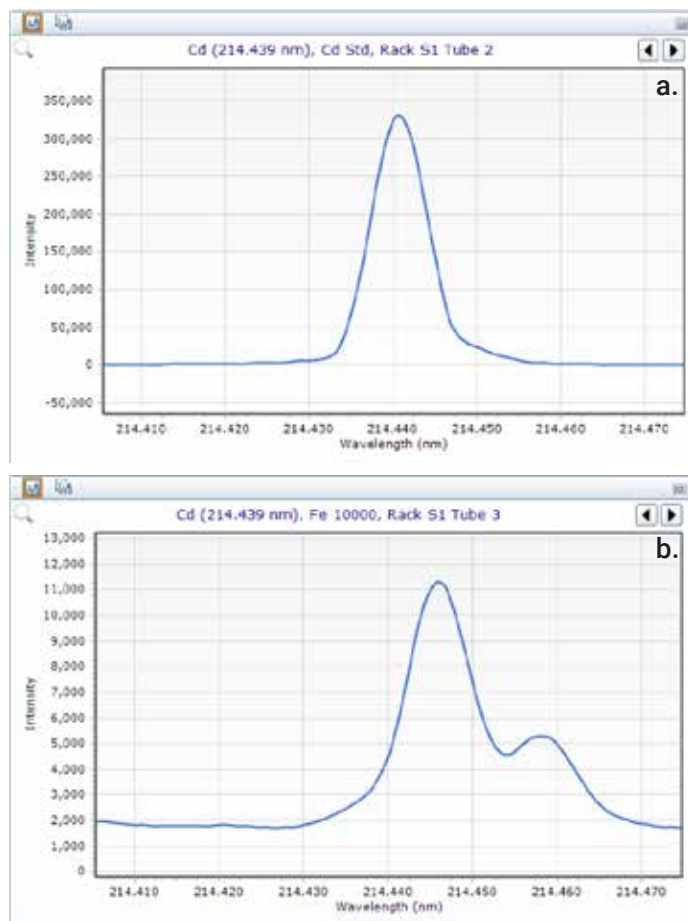 Cd (214.439 nm), Cd Std, Rack S1 Tube 2
a.
350,000
300,000
250,000
200,000
150,000
100,000
50,000
0
-50,000
Intensity
214.410 214.420 214.430 214.440 214.450 214.460 214.470
Wavelength (nm)
Cd (214.439 nm), Fe 10000, Rack S1 Tube 3
b.
13,000
12,000
11,000
10,000
9,000
8,000
7,000
6,000
5,000
4,000
3,000
2,000
1,000
0
Intensity
214.410 214.420 214.430 214.440 214.450 214.460 214.470
Wavelength (nm)